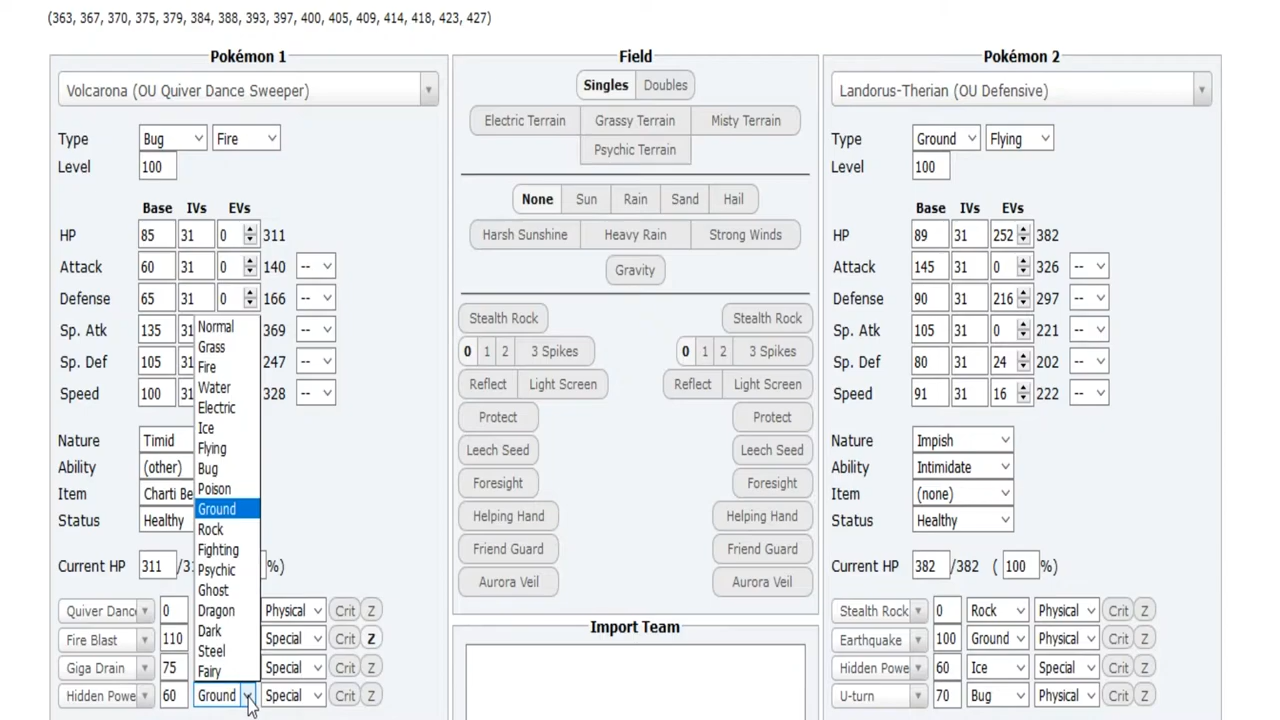 (363, 367, 370, 375, 379, 384, 388, 393, 397, 400, 405, 409, 414, 418, 423, 427)
Pokémon 1
Volcarona (OU Quiver Dance Sweeper)
Type Bug Fire
Level 100
Base IVs EVs
HP 85 31 0 311
Attack 60 31 0 140 --
Defense 65 31 0 166 --
Sp. Atk 135 31 369 --
Sp. Def 105 31 247 --
Speed 100 31 328 --
Nature Timid
Ability (other)
Item Charti Be
Status Healthy
Current HP 311 /31 %)
Quiver Danc 0 Physical Crit Z
Fire Blast 110 Special Crit Z
Giga Drain 75 Special Crit Z
Hidden Powe 60 Ground Special Crit Z
Normal
Grass
Fire
Water
Electric
Ice
Flying
Bug
Poison
Ground
Rock
Fighting
Psychic
Ghost
Dragon
Dark
Steel
Fairy
Field
Singles Doubles
Electric Terrain Grassy Terrain Misty Terrain
Psychic Terrain
None Sun Rain Sand Hail
Harsh Sunshine Heavy Rain Strong Winds
Gravity
Stealth Rock Stealth Rock
0 1 2 3 Spikes 0 1 2 3 Spikes
Reflect Light Screen Reflect Light Screen
Protect Protect
Leech Seed Leech Seed
Foresight Foresight
Helping Hand Helping Hand
Friend Guard Friend Guard
Aurora Veil Aurora Veil
Import Team
Pokémon 2
Landorus-Therian (OU Defensive)
Type Ground Flying
Level 100
Base IVs EVs
HP 89 31 252 382
Attack 145 31 0 326 --
Defense 90 31 216 297 --
Sp. Atk 105 31 0 221 --
Sp. Def 80 31 24 202 --
Speed 91 31 16 222 --
Nature Impish
Ability Intimidate
Item (none)
Status Healthy
Current HP 382 /382 ( 100 %)
Stealth Rock 0 Rock Physical Crit Z
Earthquake 100 Ground Physical Crit Z
Hidden Powe 60 Ice Special Crit Z
U-turn 70 Bug Physical Crit Z